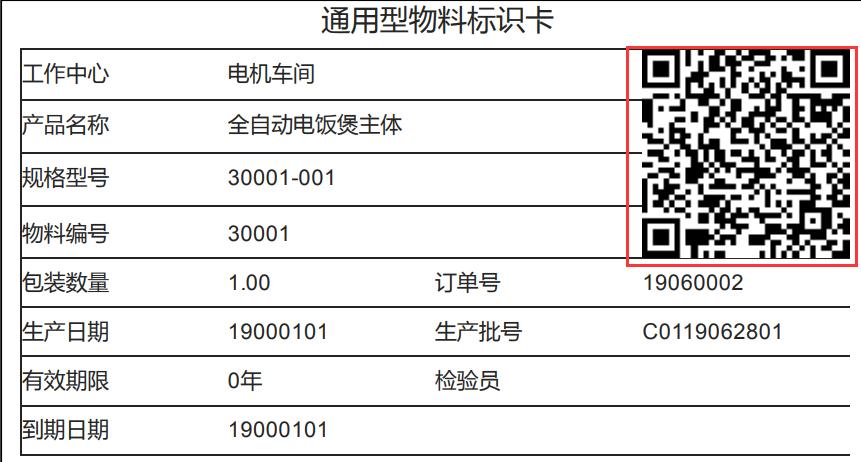 通用型物料标识卡
工作中心 电机车间
产品名称 全自动电饭煲主体
规格型号 30001-001
物料编号 30001
包装数量 1.00 订单号 19060002
生产日期 19000101 生产批号 C0119062801
有效期限 0年 检验员
到期日期 19000101